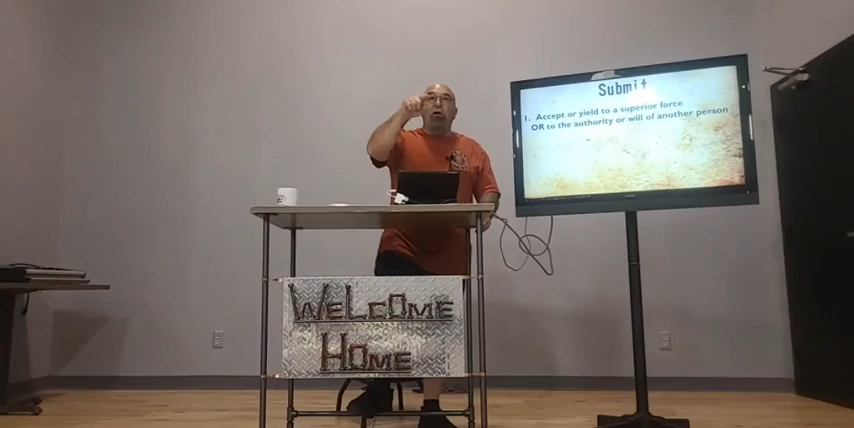 Submit
1. Accept or yield to a superior force
OR to the authority or will of another person
WELCOME
HOME